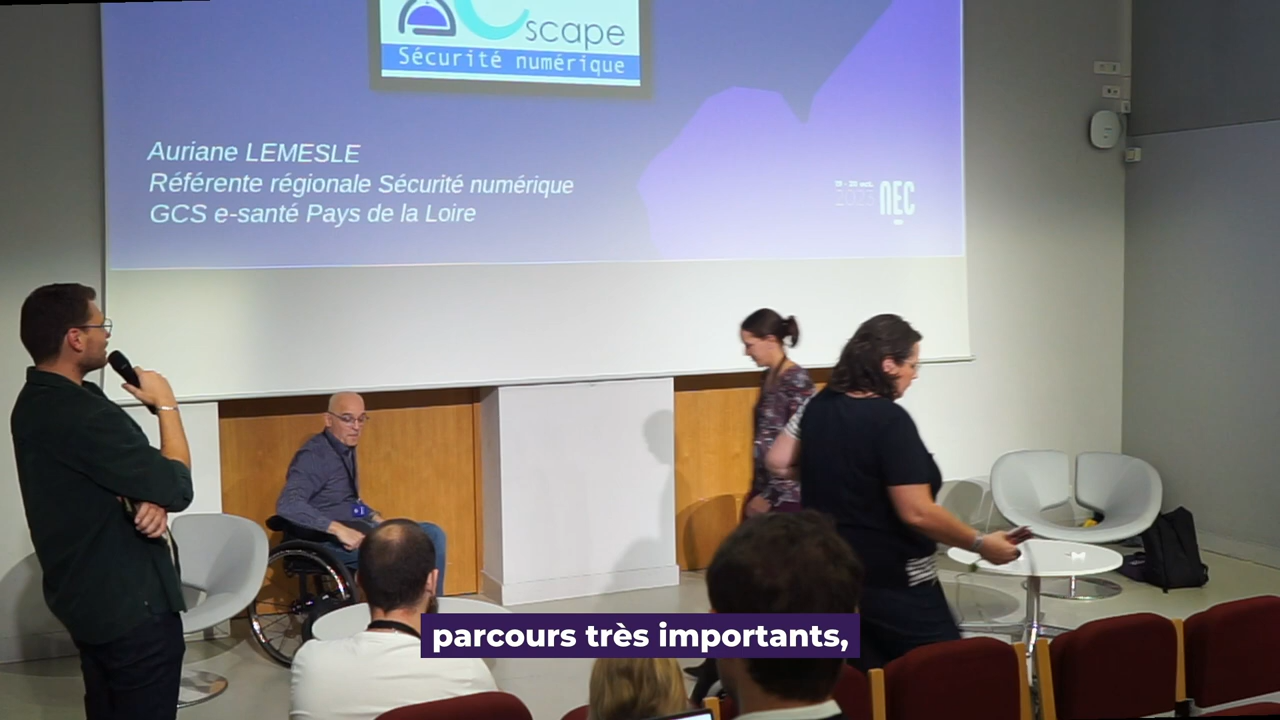 scape
Sécurité numérique
Auriane LEMESLE
Référente régionale Sécurité numérique
GCS e-santé Pays de la Loire
2023
NEC
parcours très importants,